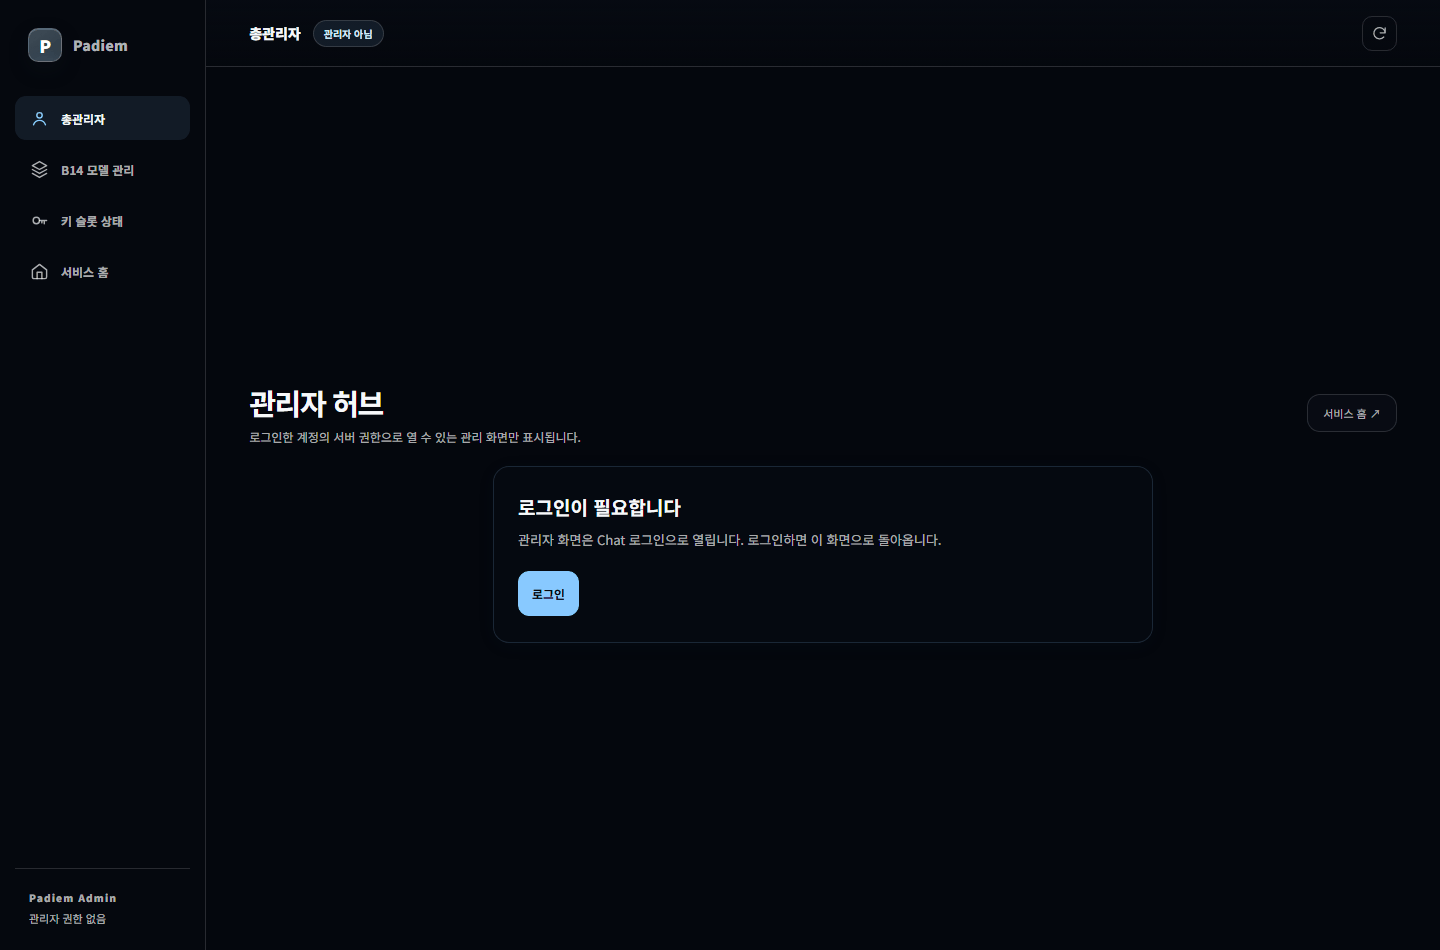 P Padiem
총관리자
B14 모델 관리
키 슬롯 상태
서비스 홈
Padiem Admin
관리자 권한 없음
총관리자 관리자 아님
관리자 허브
로그인한 계정의 서버 권한으로 열 수 있는 관리 화면만 표시됩니다.
서비스 홈 ↗
로그인이 필요합니다
관리자 화면은 Chat 로그인으로 열립니다. 로그인하면 이 화면으로 돌아옵니다.
로그인